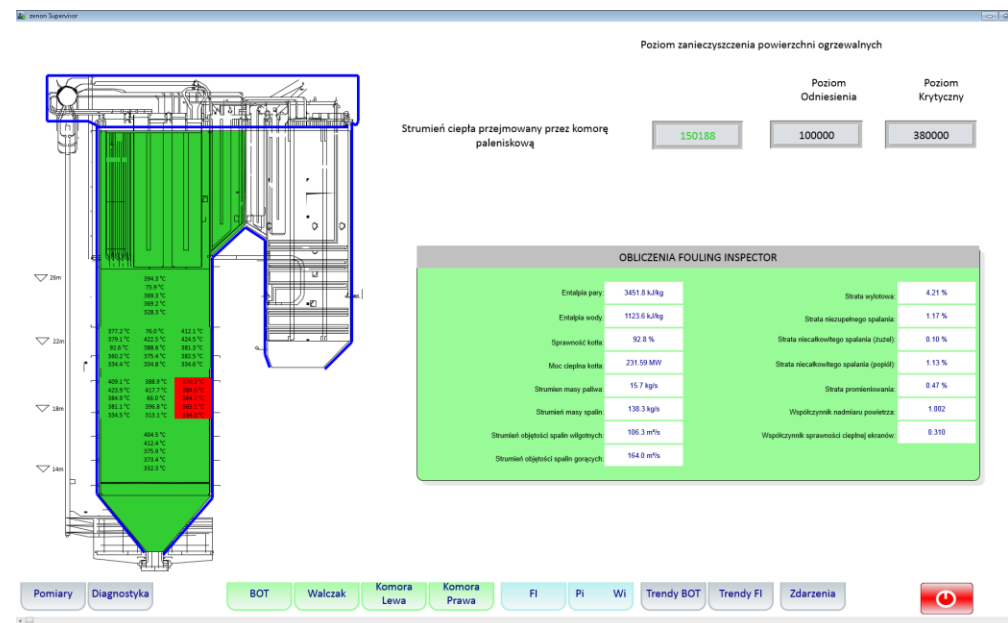 zenon Supervisor
Poziom zanieczyszczenia powierzchni ogrzewalnych
Poziom
Odniesienia
Poziom
Krytyczny
Strumień ciepła przejmowany przez komorę
paleniskową
150188
100000
380000
OBLICZENIA FOULING INSPECTOR
Entalpia pary: 3451.8 kJ/kg
Entalpia wody: 1123.6 kJ/kg
Sprawność kotła: 92.8 %
Moc cieplna kotła: 231.59 MW
Strumien masy paliwa: 15.7 kg/s
Strumień masy spalin: 138.3 kg/s
Strumień objętości spalin wilgotnych: 106.3 m³/s
Strumień objętości spalin gorących: 164.0 m³/s
Strata wylotowa: 4.21 %
Strata niezupełnego spalania: 1.17 %
Strata niecałkowitego spalania (żużel): 0.10 %
Strata niecałkowitego spalania (popiół): 1.13 %
Strata promieniowania: 0.47 %
Współczynnik nadmiaru powietrza: 1.002
Współczynnik sprawności cieplnej ekranów: 0.310
26m
394.3 °C
75.9 °C
369.3 °C
369.2 °C
328.3 °C
22m
377.2 °C 76.0 °C 412.1 °C
379.1 °C 422.5 °C 424.5 °C
92.6 °C 388.6 °C 381.3 °C
360.2 °C 375.4 °C 382.5 °C
334.4 °C 334.8 °C 334.6 °C
18m
409.1 °C 388.9 °C
423.9 °C 417.7 °C
384.9 °C 66.0 °C
381.1 °C 396.8 °C
334.5 °C 313.1 °C
14m
404.5 °C
412.4 °C
375.8 °C
373.4 °C
332.3 °C
Pomiary
Diagnostyka
BOT
Walczak
Komora
Lewa
Komora
Prawa
FI
Pi
Wi
Trendy BOT
Trendy FI
Zdarzenia